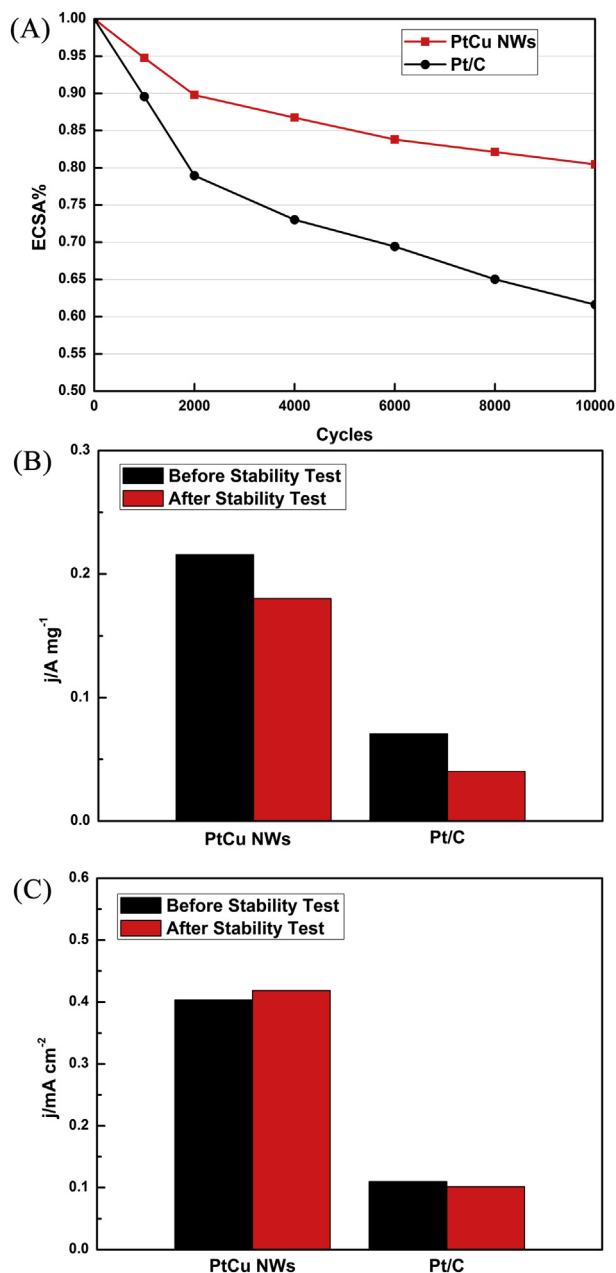 (A)
1.00
0.95
0.90
0.85
0.80
0.75
0.70
0.65
0.60
0.55
0.50
ECSA%
PtCu NWs
Pt/C
0 2000 4000 6000 8000 10000
Cycles
(B)
0.3
0.2
0.1
0.0
j/A mg⁻¹
Before Stability Test
After Stability Test
PtCu NWs Pt/C
(C)
0.6
0.5
0.4
0.3
0.2
0.1
0.0
j/mA cm⁻²
Before Stability Test
After Stability Test
PtCu NWs Pt/C